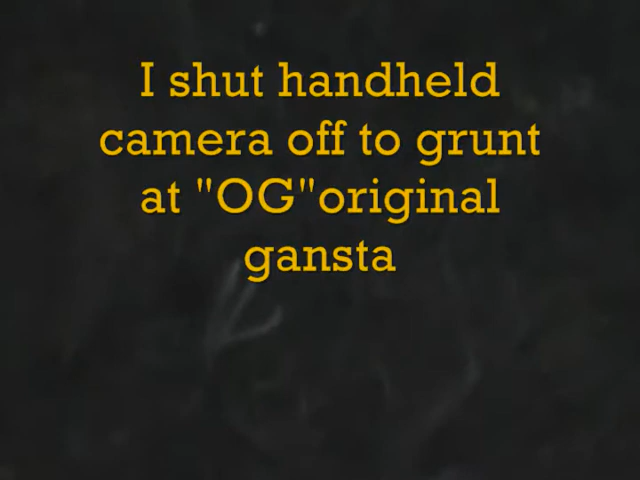 I shut handheld
camera off to grunt
at "OG"original
gansta